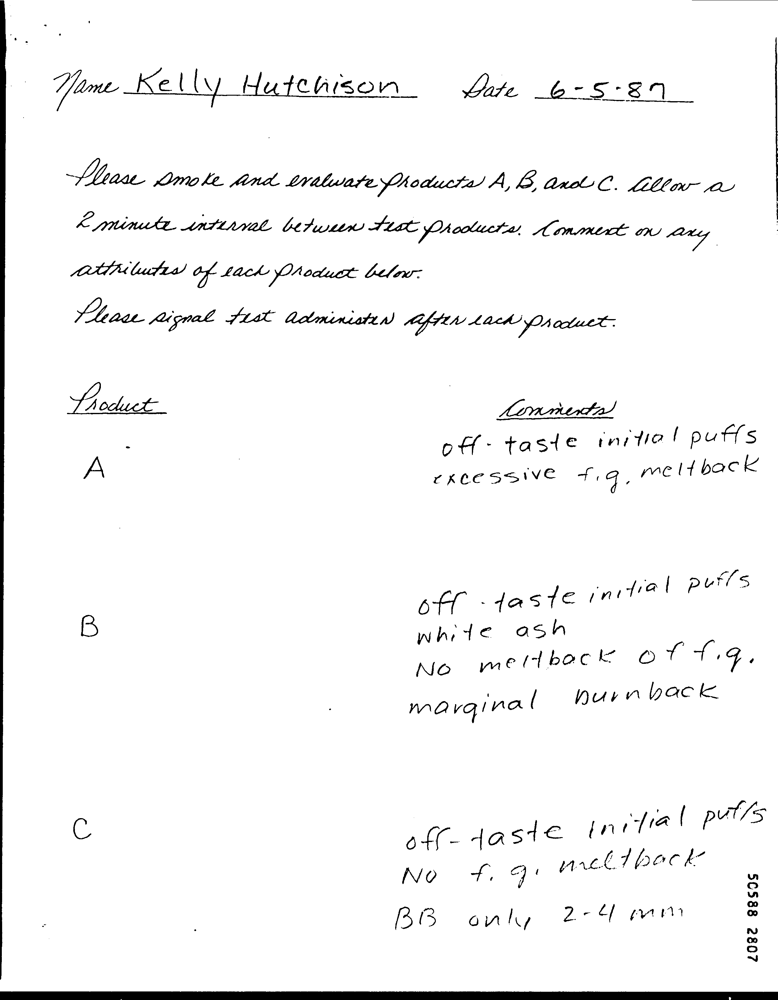 Name Kelly Hutchison Date 6-5-87
Please smoke and evaluate products A, B, and C. Allow a
2 minute interval between test products. Comment on any
attributes of each product below.
Please signal test administer after each product.
Product Comments
off-taste initial puffs
A excessive f.g. meltback
off-taste initial puffs
B white ash
No meltback of f.g.
marginal burnback
C off-taste initial puffs
No f.g. meltback
BB only 2-4 mm
50588 2807